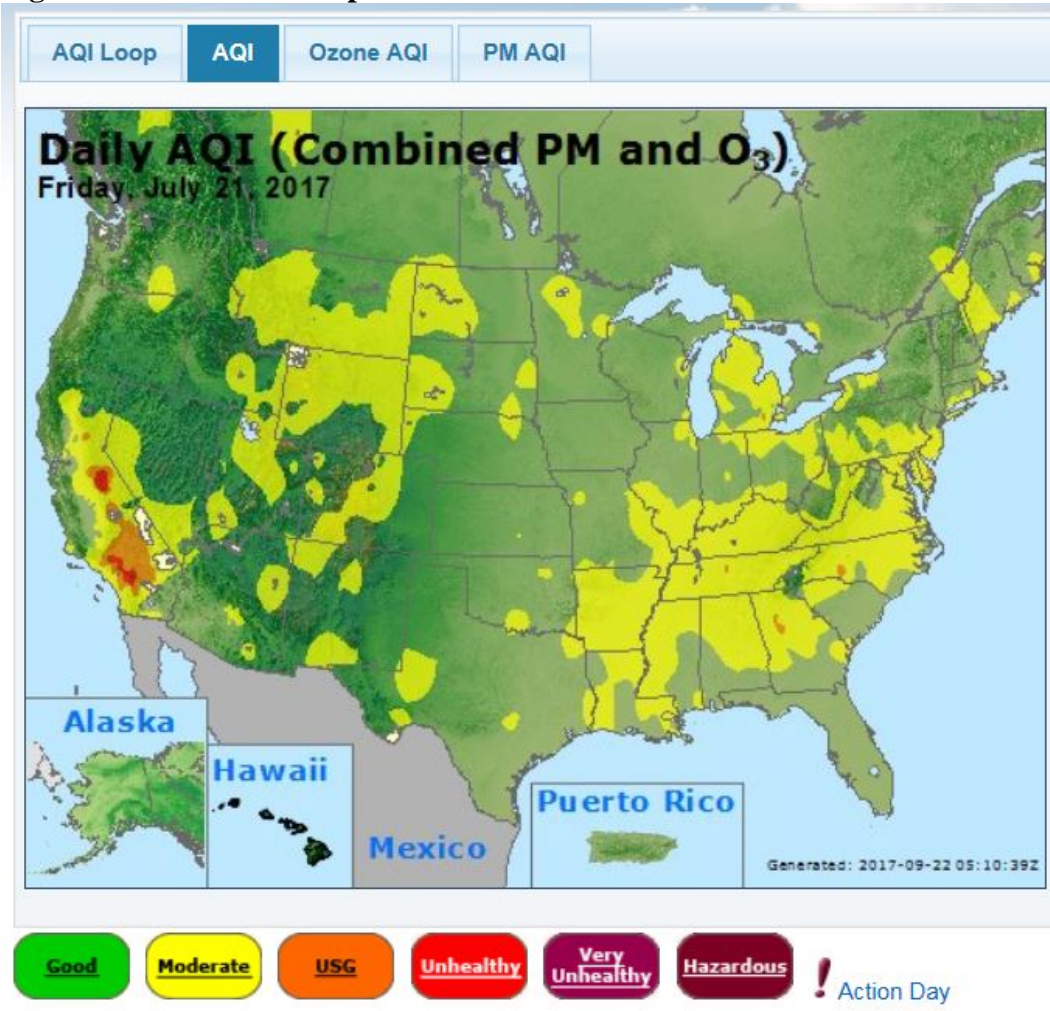 AQI Loop AQI Ozone AQI PM AQI
Daily AQI (Combined PM and O₃)
Friday, July 21, 2017
Alaska
Hawaii
Puerto Rico
Mexico
Generated: 2017-09-22 05:10:39Z
Good Moderate USG Unhealthy Very Unhealthy Hazardous ! Action Day